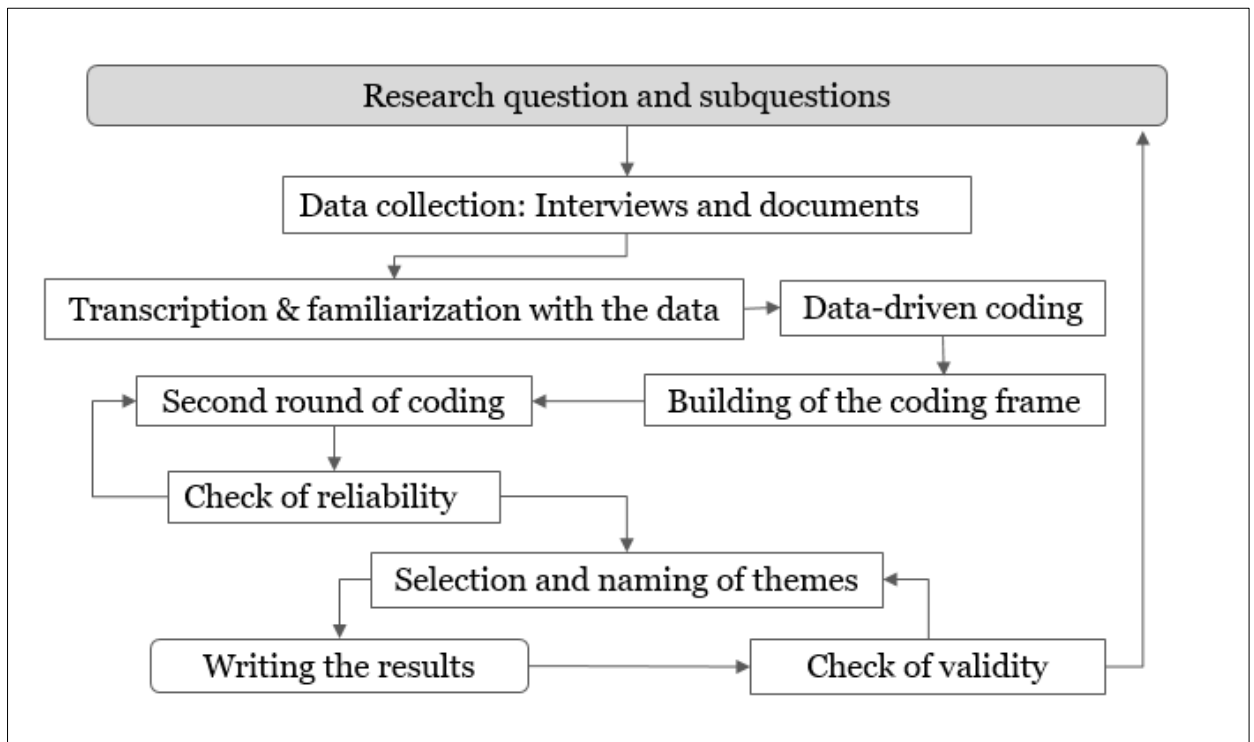 Research question and subquestions
Data collection: Interviews and documents
Transcription & familiarization with the data
Data-driven coding
Building of the coding frame
Second round of coding
Check of reliability
Selection and naming of themes
Writing the results
Check of validity